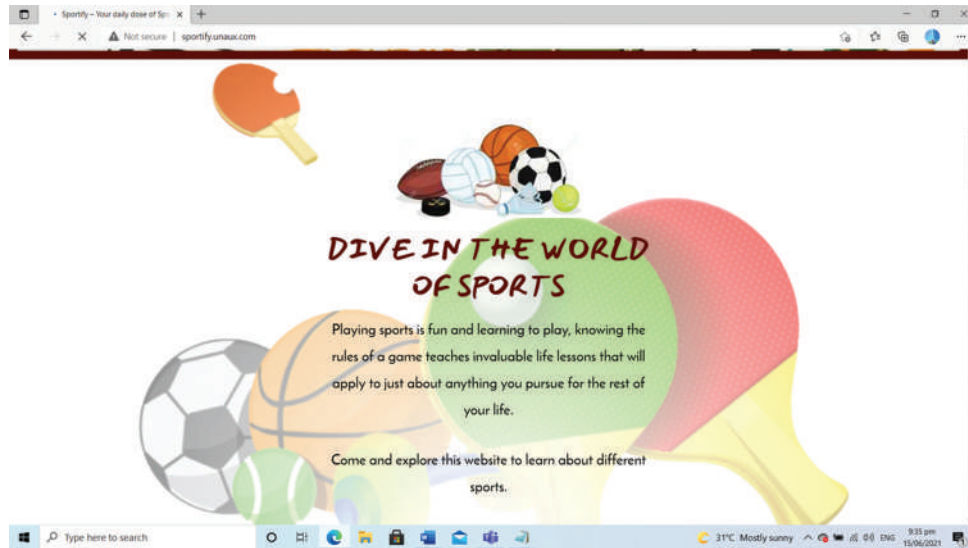 Sportify – Your daily dose of Spo
Not secure | sportify.unaux.com
DIVE IN THE WORLD
OF SPORTS
Playing sports is fun and learning to play, knowing the
rules of a game teaches invaluable life lessons that will
apply to just about anything you pursue for the rest of
your life.
Come and explore this website to learn about different
sports.
Type here to search
31°C Mostly sunny
ENG
9:35 pm
15/06/2021